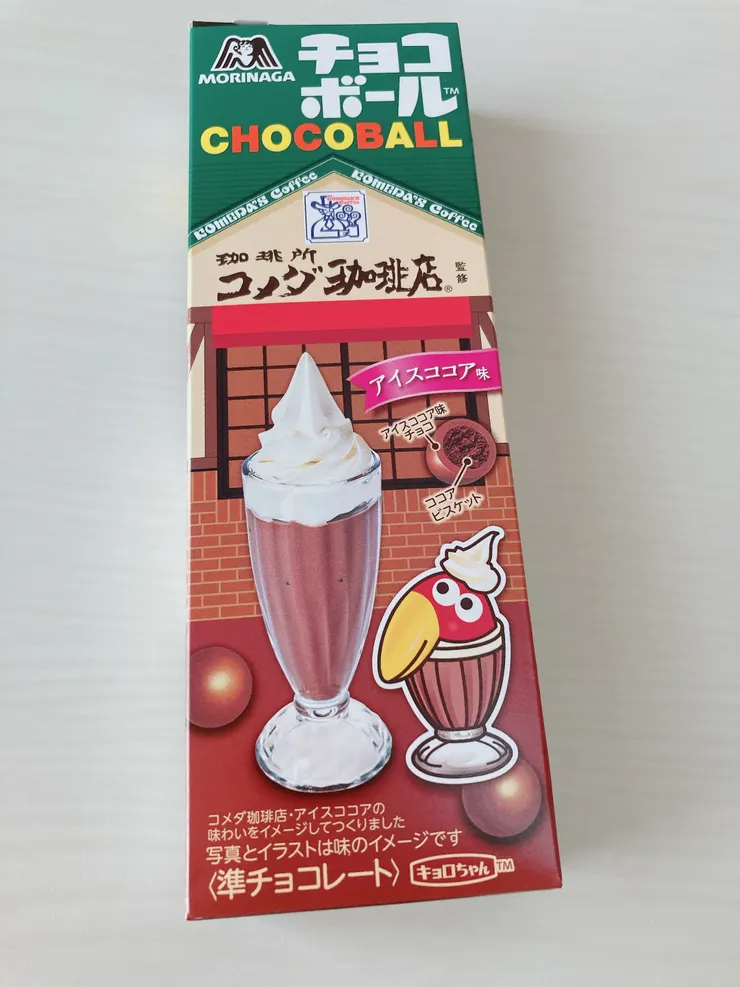 MORINAGA
チョコ
ボール™
CHOCOBALL
KOMEDA'S Coffee
KOMEDA'S Coffee
KOMEDA'S
Coffee
珈琲所
コメダ珈琲店®
監修
アイスココア味
アイスココア味
チョコ
ココア
ビスケット
コメダ珈琲店・アイスココアの
味わいをイメージしてつくりました
写真とイラストは味のイメージです
〈準チョコレート〉 キョロちゃん™